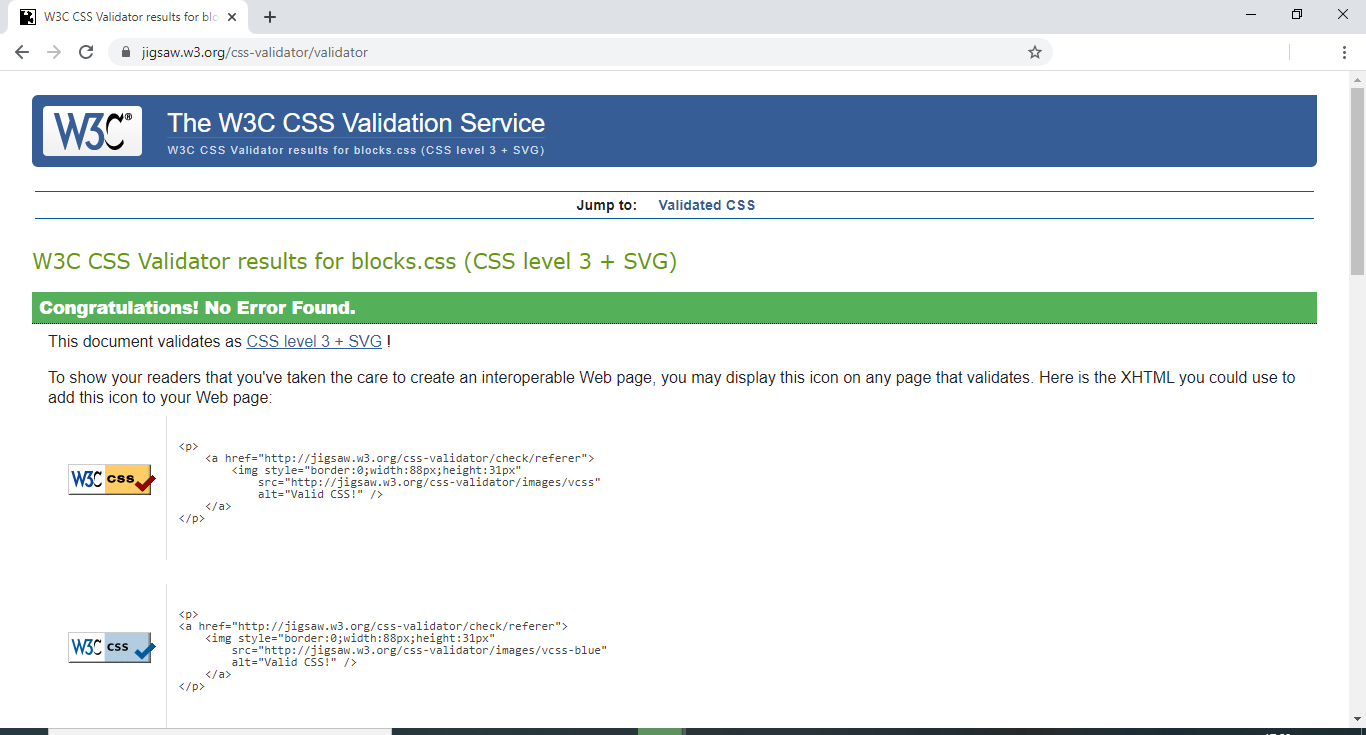 W3C CSS Validator results for blo
jigsaw.w3.org/css-validator/validator
W3C®
The W3C CSS Validation Service
W3C CSS Validator results for blocks.css (CSS level 3 + SVG)
Jump to: Validated CSS
W3C CSS Validator results for blocks.css (CSS level 3 + SVG)
Congratulations! No Error Found.
This document validates as CSS level 3 + SVG !
To show your readers that you've taken the care to create an interoperable Web page, you may display this icon on any page that validates. Here is the XHTML you could use to
add this icon to your Web page:
<p>
<a href="http://jigsaw.w3.org/css-validator/check/referer">
<img style="border:0;width:88px;height:31px"
W3C css
src="http://jigsaw.w3.org/css-validator/images/vcss"
alt="Valid CSS!" />
</a>
</p>
<p>
<a href="http://jigsaw.w3.org/css-validator/check/referer">
<img style="border:0;width:88px;height:31px"
W3C css
src="http://jigsaw.w3.org/css-validator/images/vcss-blue"
alt="Valid CSS!" />
</a>
</p>